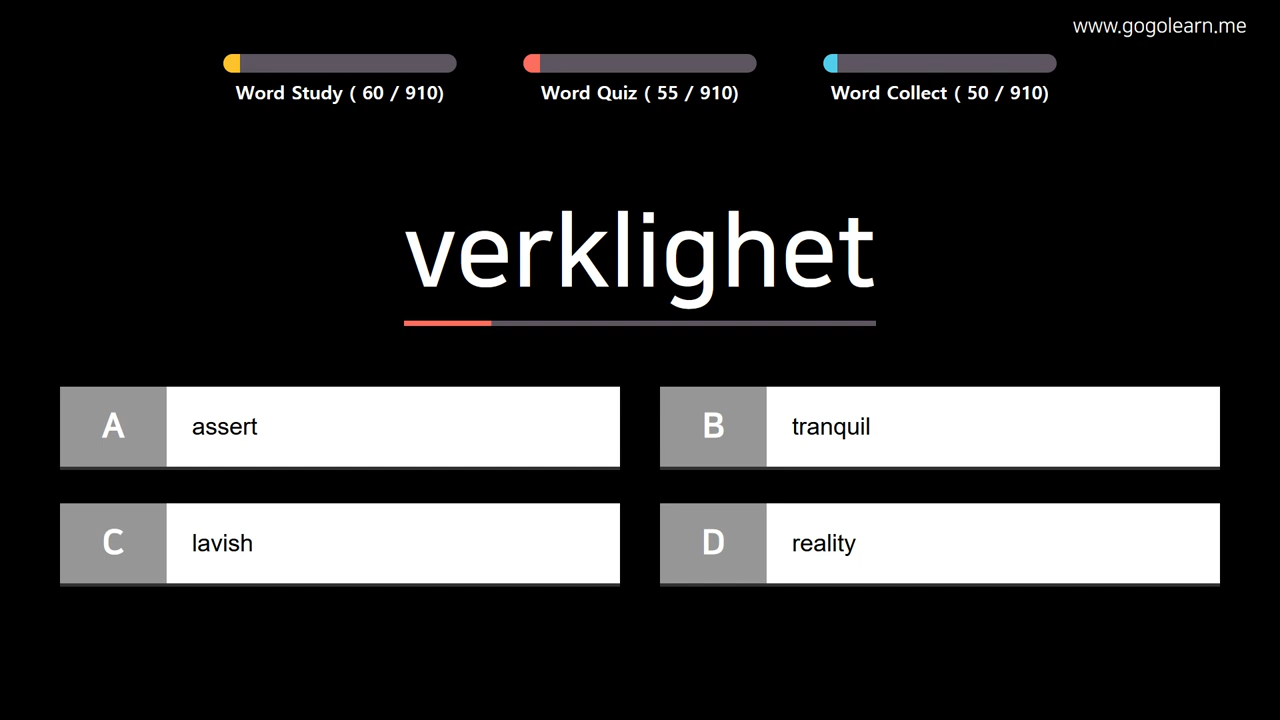 www.gogolearn.me
Word Study ( 60 / 910)
Word Quiz ( 55 / 910)
Word Collect ( 50 / 910)
verklighet
A
assert
B
tranquil
C
lavish
D
reality